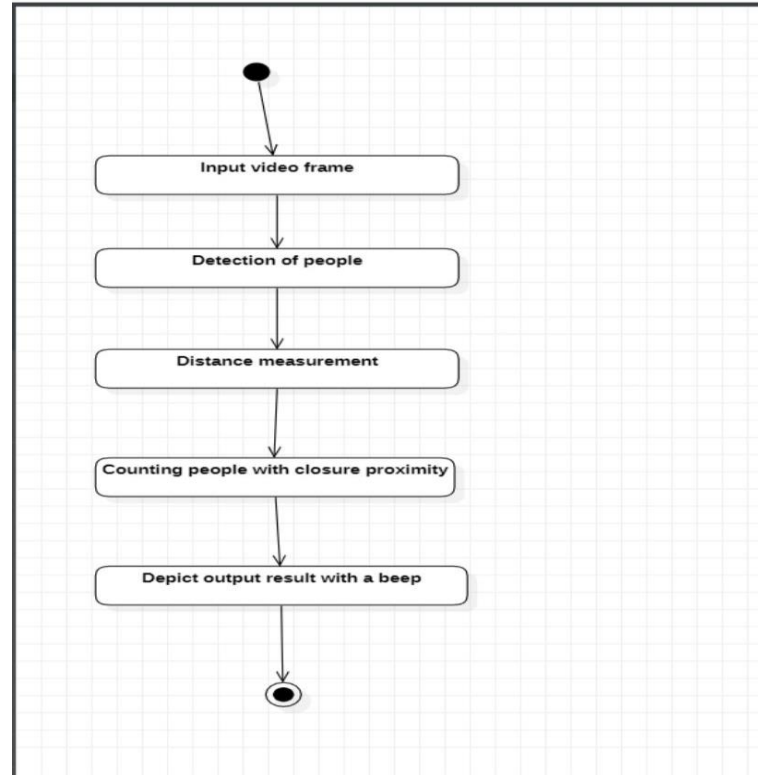 Input video frame
Detection of people
Distance measurement
Counting people with closure proximity
Depict output result with a beep